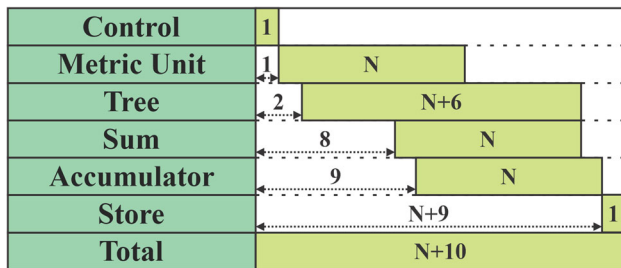 Control 1
Metric Unit 1 N
Tree 2 N+6
Sum 8 N
Accumulator 9 N
Store N+9 1
Total N+10